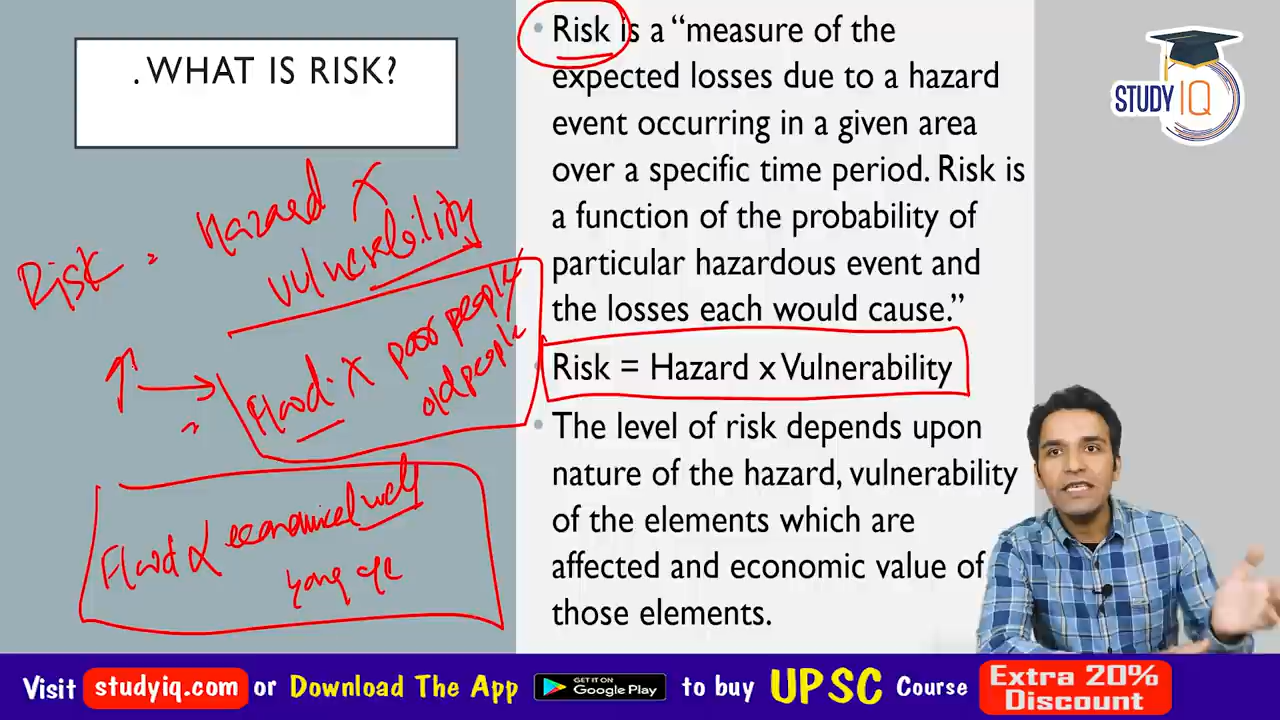 .WHAT IS RISK?
Risk = Hazard X
vulnerability
Flood X poor people
old people
Flood X economical well
young age
• Risk is a “measure of the
expected losses due to a hazard
event occurring in a given area
over a specific time period. Risk is
a function of the probability of
particular hazardous event and
the losses each would cause.”
Risk = Hazard x Vulnerability
• The level of risk depends upon
nature of the hazard, vulnerability
of the elements which are
affected and economic value of
those elements.
STUDY IQ
Visit studyiq.com or Download The App GET IT ON Google Play to buy UPSC Course Extra 20% Discount